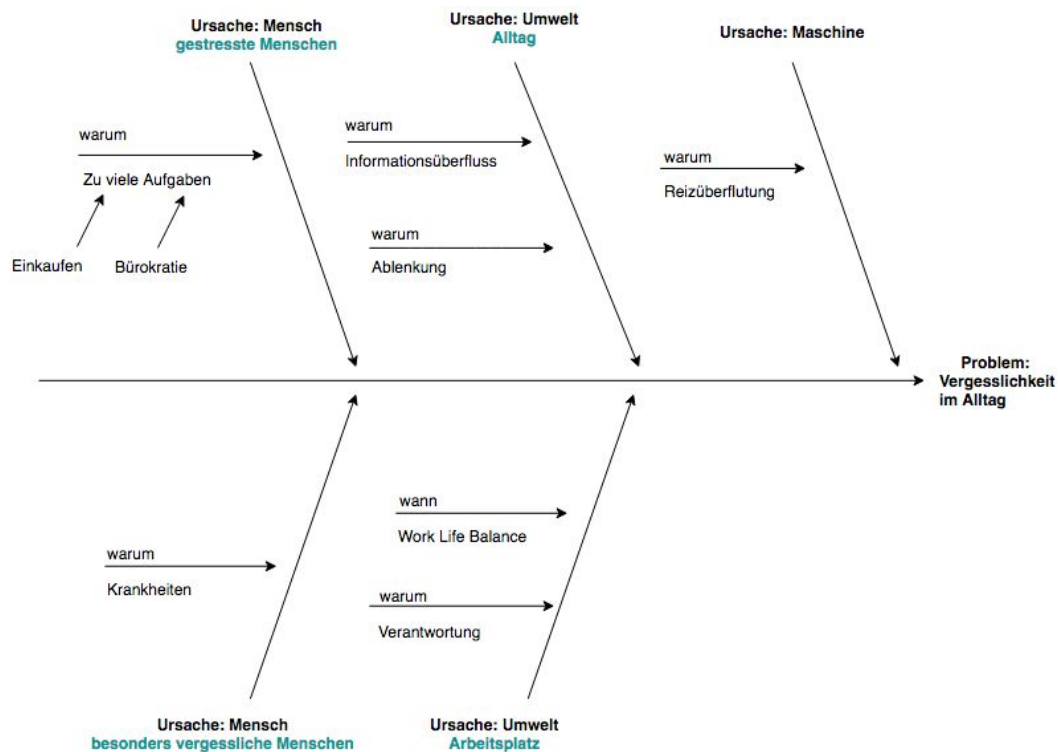 Ursache: Mensch
gestresste Menschen
Ursache: Umwelt
Alltag
Ursache: Maschine
warum
Zu viele Aufgaben
Einkaufen
Bürokratie
warum
Informationsüberfluss
warum
Ablenkung
warum
Reizüberflutung
Problem:
Vergesslichkeit
im Alltag
warum
Krankheiten
wann
Work Life Balance
warum
Verantwortung
Ursache: Mensch
besonders vergessliche Menschen
Ursache: Umwelt
Arbeitsplatz